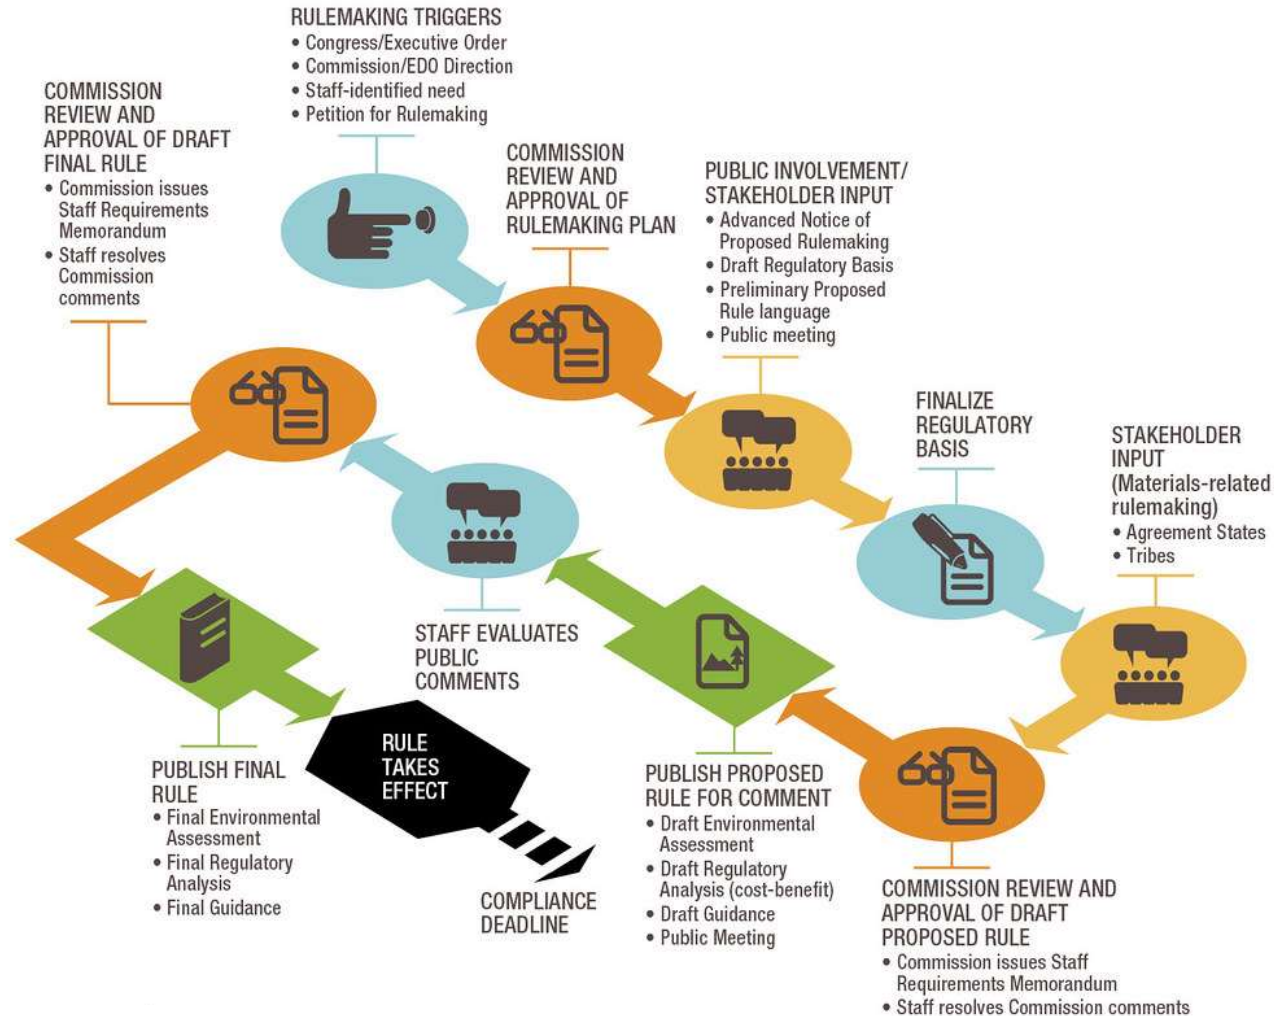 RULEMAKING TRIGGERS
• Congress/Executive Order
• Commission/EDO Direction
• Staff-identified need
• Petition for Rulemaking
COMMISSION
REVIEW AND
APPROVAL OF
RULEMAKING PLAN
PUBLIC INVOLVEMENT/
STAKEHOLDER INPUT
• Advanced Notice of
Proposed Rulemaking
• Draft Regulatory Basis
• Preliminary Proposed
Rule language
• Public meeting
FINALIZE
REGULATORY
BASIS
STAKEHOLDER
INPUT
(Materials-related
rulemaking)
• Agreement States
• Tribes
COMMISSION REVIEW AND
APPROVAL OF DRAFT
PROPOSED RULE
• Commission issues Staff
Requirements Memorandum
• Staff resolves Commission comments
PUBLISH PROPOSED
RULE FOR COMMENT
• Draft Environmental
Assessment
• Draft Regulatory
Analysis (cost-benefit)
• Draft Guidance
• Public Meeting
STAFF EVALUATES
PUBLIC
COMMENTS
COMMISSION
REVIEW AND
APPROVAL OF DRAFT
FINAL RULE
• Commission issues
Staff Requirements
Memorandum
• Staff resolves
Commission
comments
PUBLISH FINAL
RULE
• Final Environmental
Assessment
• Final Regulatory
Analysis
• Final Guidance
RULE
TAKES
EFFECT
COMPLIANCE
DEADLINE